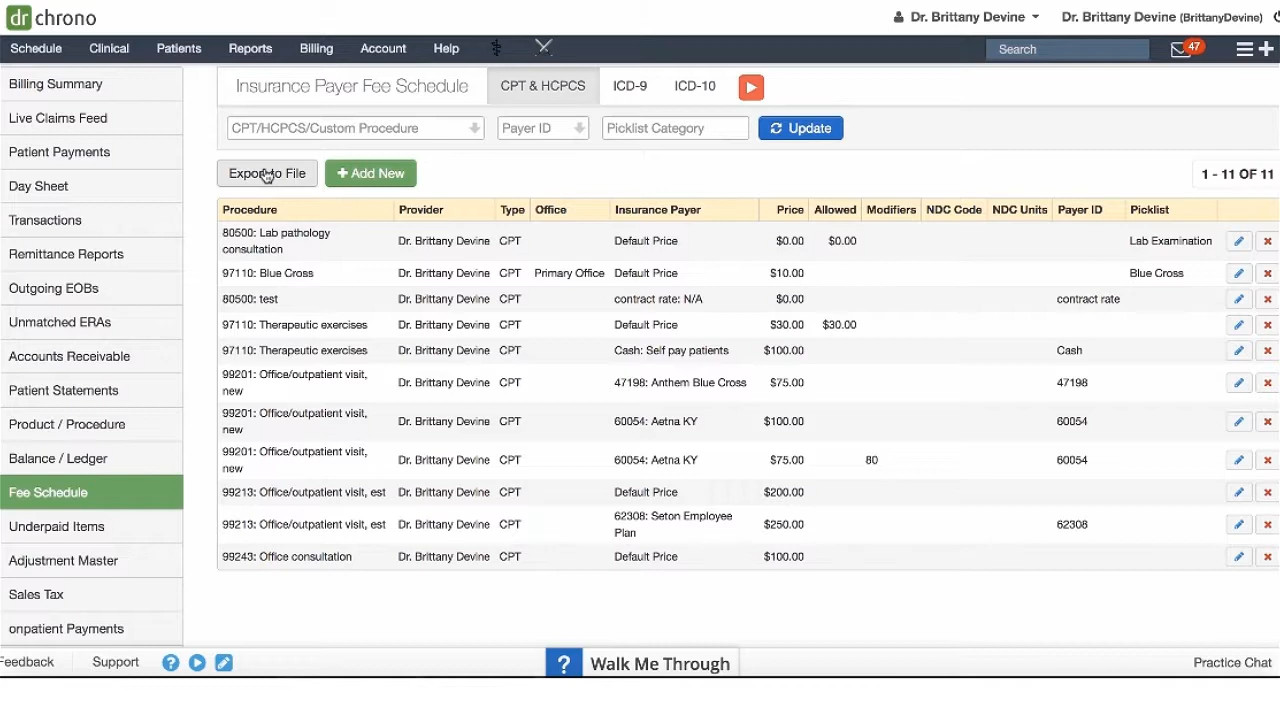 dr chrono
Dr. Brittany Devine
Dr. Brittany Devine (BrittanyDevine)
Schedule Clinical Patients Reports Billing Account Help
Search
47
Billing Summary
Live Claims Feed
Patient Payments
Day Sheet
Transactions
Remittance Reports
Outgoing EOBs
Unmatched ERAs
Accounts Receivable
Patient Statements
Product / Procedure
Balance / Ledger
Fee Schedule
Underpaid Items
Adjustment Master
Sales Tax
onpatient Payments
Insurance Payer Fee Schedule CPT & HCPCS ICD-9 ICD-10
CPT/HCPCS/Custom Procedure Payer ID Picklist Category Update
Export to File + Add New
1 - 11 OF 11
Procedure Provider Type Office Insurance Payer Price Allowed Modifiers NDC Code NDC Units Payer ID Picklist
80500: Lab pathology
consultation Dr. Brittany Devine CPT Default Price $0.00 $0.00 Lab Examination
97110: Blue Cross Dr. Brittany Devine CPT Primary Office Default Price $10.00 Blue Cross
80500: test Dr. Brittany Devine CPT contract rate: N/A $0.00 contract rate
97110: Therapeutic exercises Dr. Brittany Devine CPT Default Price $30.00 $30.00
97110: Therapeutic exercises Dr. Brittany Devine CPT Cash: Self pay patients $100.00 Cash
99201: Office/outpatient visit,
new Dr. Brittany Devine CPT 47198: Anthem Blue Cross $75.00 47198
99201: Office/outpatient visit,
new Dr. Brittany Devine CPT 60054: Aetna KY $100.00 60054
99201: Office/outpatient visit,
new Dr. Brittany Devine CPT 60054: Aetna KY $75.00 80 60054
99213: Office/outpatient visit, est Dr. Brittany Devine CPT Default Price $200.00
99213: Office/outpatient visit, est Dr. Brittany Devine CPT 62308: Seton Employee
Plan $250.00 62308
99243: Office consultation Dr. Brittany Devine CPT Default Price $100.00
Feedback Support ? ? Walk Me Through Practice Chat